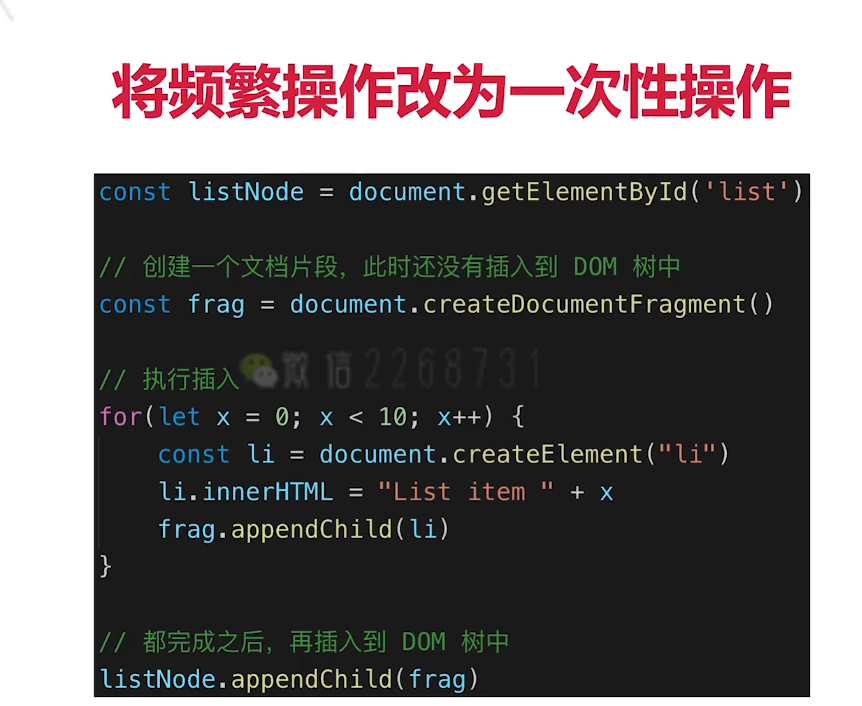 将频繁操作改为一次性操作
const listNode = document.getElementById('list')
// 创建一个文档片段，此时还没有插入到 DOM 树中
const frag = document.createDocumentFragment()
微信2268731
// 执行插入
for(let x = 0; x < 10; x++) {
    const li = document.createElement("li")
    li.innerHTML = "List item " + x
    frag.appendChild(li)
}
// 都完成之后，再插入到 DOM 树中
listNode.appendChild(frag)